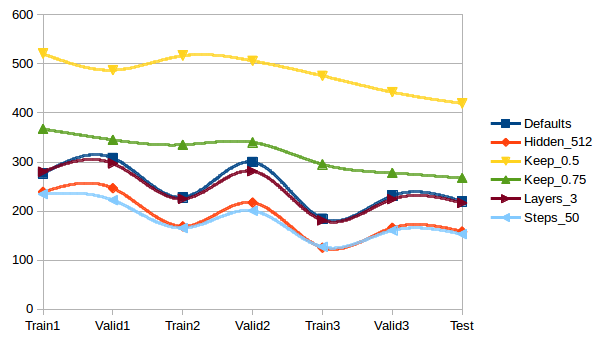 600
500
400
300
200
100
0
Train1 Valid1 Train2 Valid2 Train3 Valid3 Test
Defaults
Hidden_512
Keep_0.5
Keep_0.75
Layers_3
Steps_50